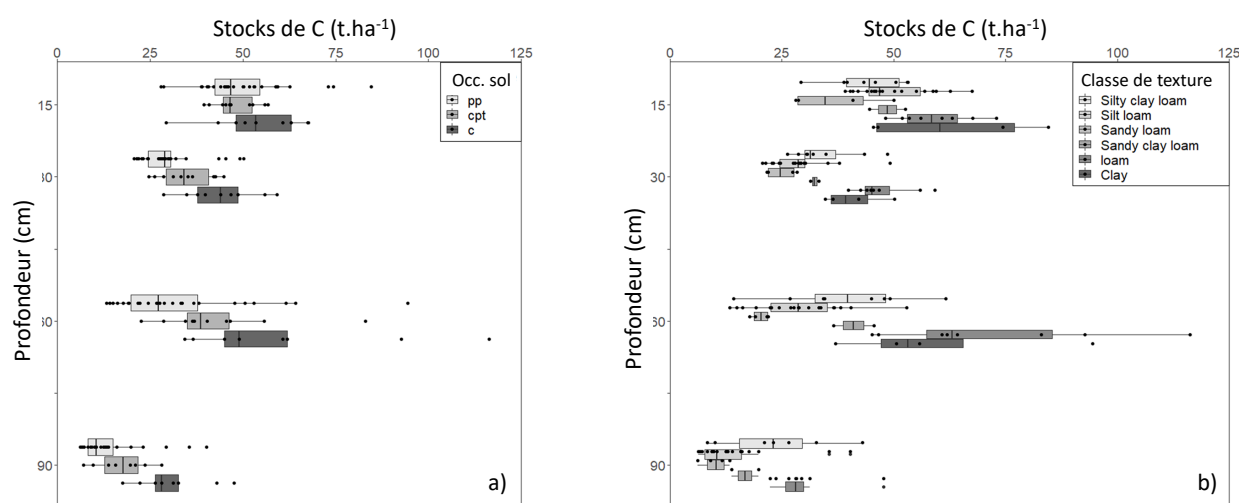 Stocks de C (t.ha⁻¹)
0 25 50 75 100 125
Profondeur (cm)
15
30
60
90
Occ. sol
pp
cpt
c
a)
Stocks de C (t.ha⁻¹)
0 25 50 75 100 125
Profondeur (cm)
15
30
60
90
Classe de texture
Silty clay loam
Silt loam
Sandy loam
Sandy clay loam
loam
Clay
b)